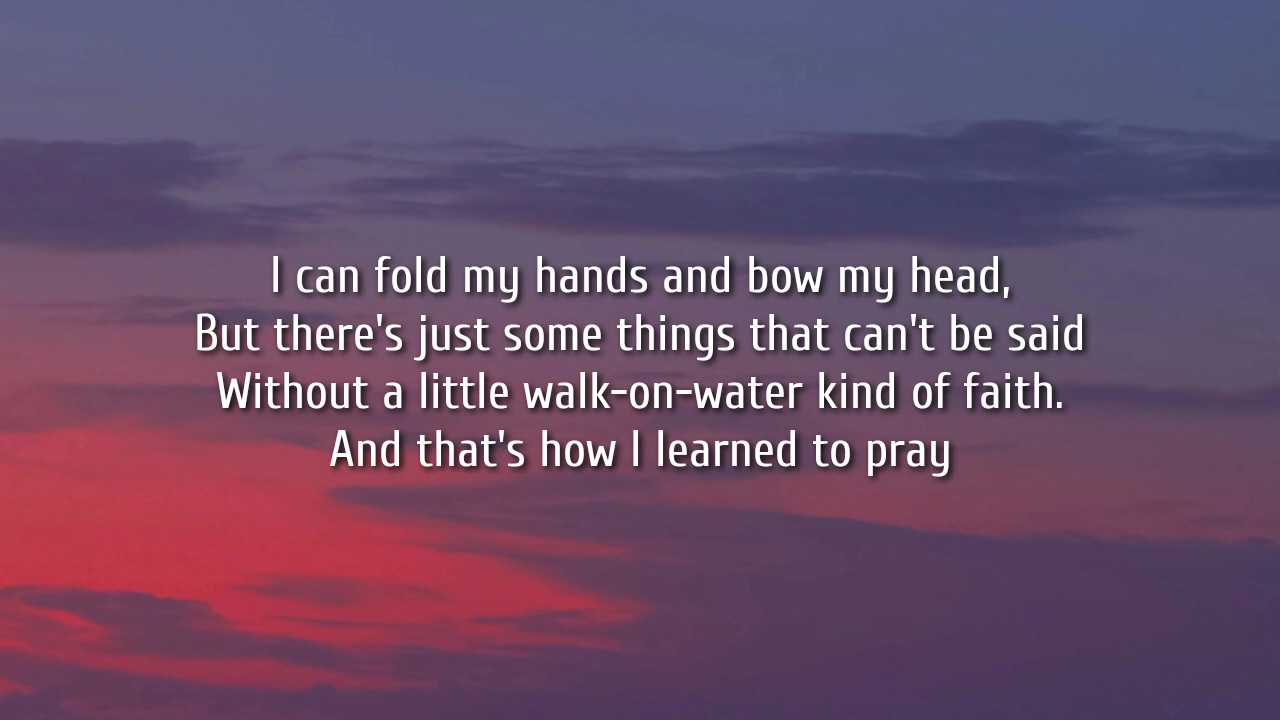 I can fold my hands and bow my head,
But there's just some things that can't be said
Without a little walk-on-water kind of faith.
And that's how I learned to pray